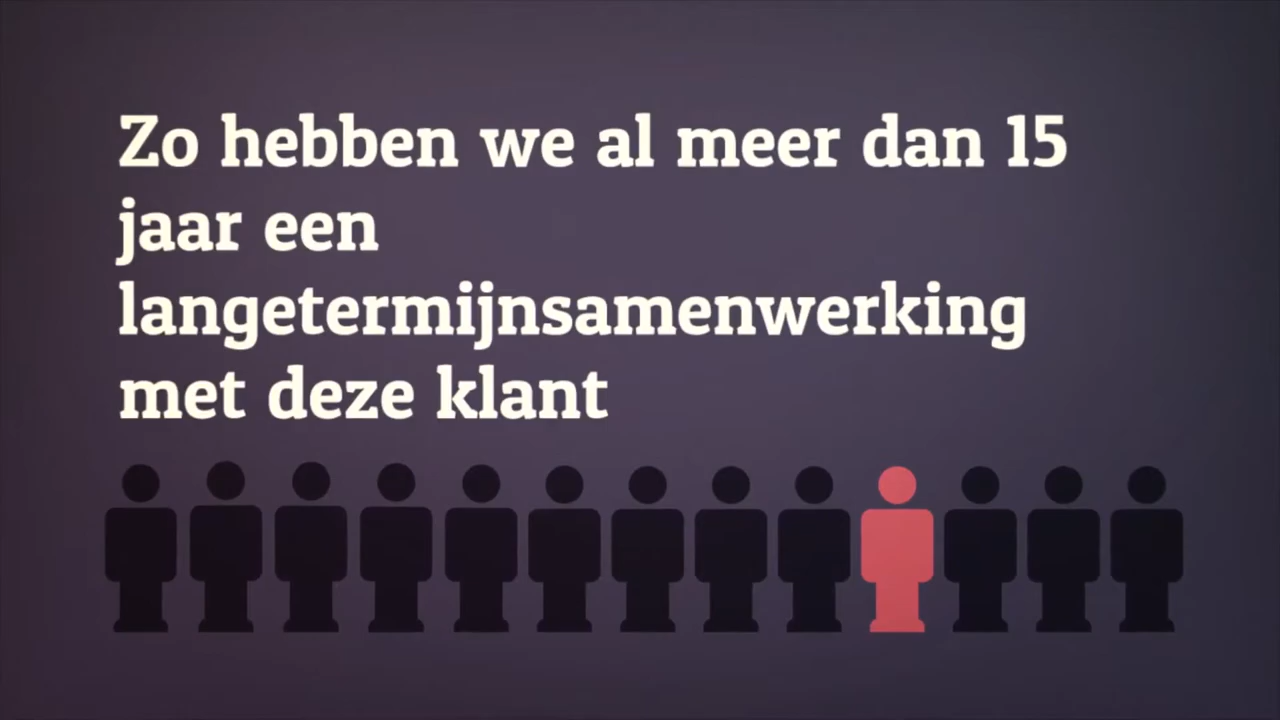 Zo hebben we al meer dan 15
jaar een
langetermijnsamenwerking
met deze klant